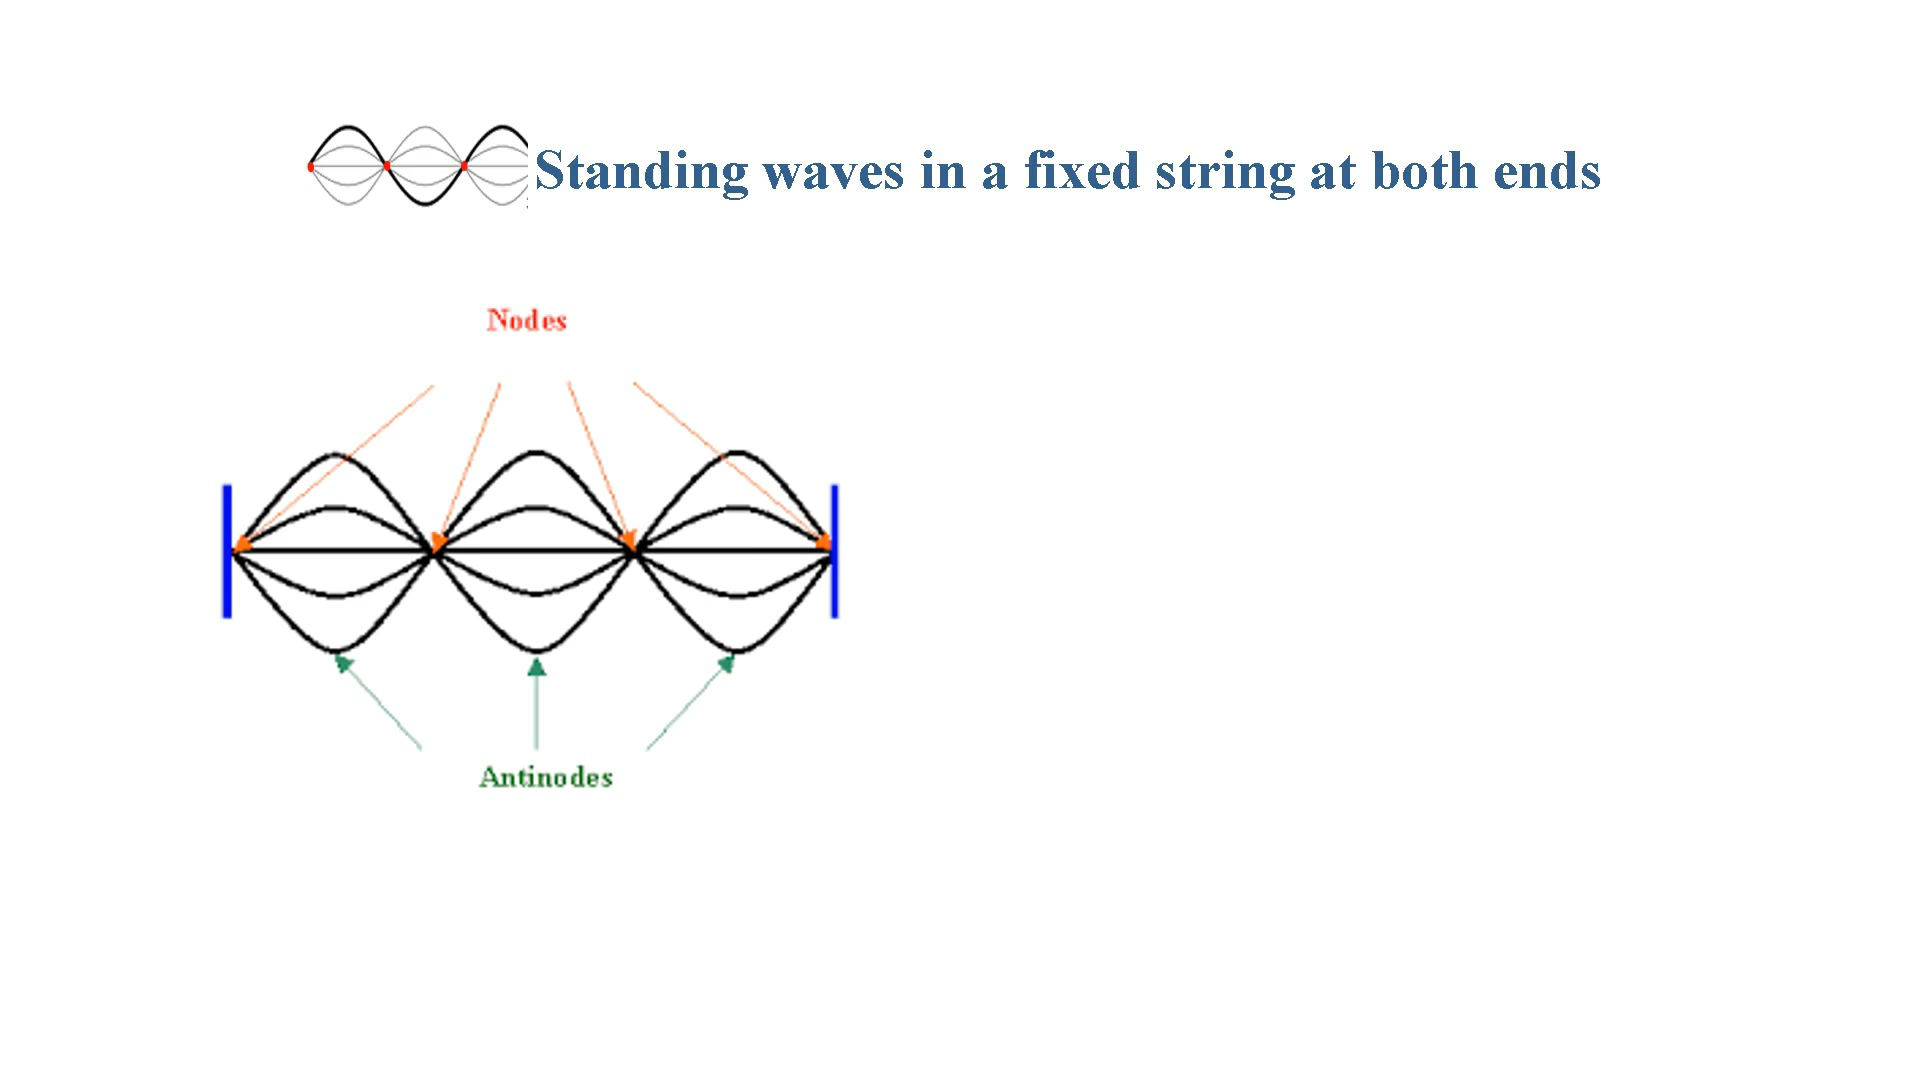 Standing waves in a fixed string at both ends
Nodes
Antinodes